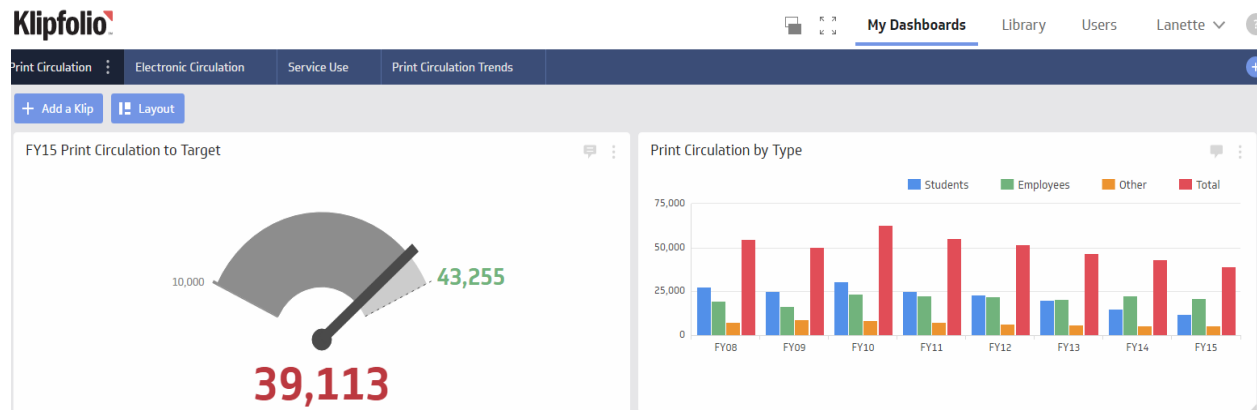 Klipfolio
My Dashboards Library Users Lanette ?
Print Circulation Electronic Circulation Service Use Print Circulation Trends +
+ Add a Klip Layout
FY15 Print Circulation to Target
10,000
43,255
39,113
Print Circulation by Type
Students Employees Other Total
75,000
50,000
25,000
0
FY08 FY09 FY10 FY11 FY12 FY13 FY14 FY15